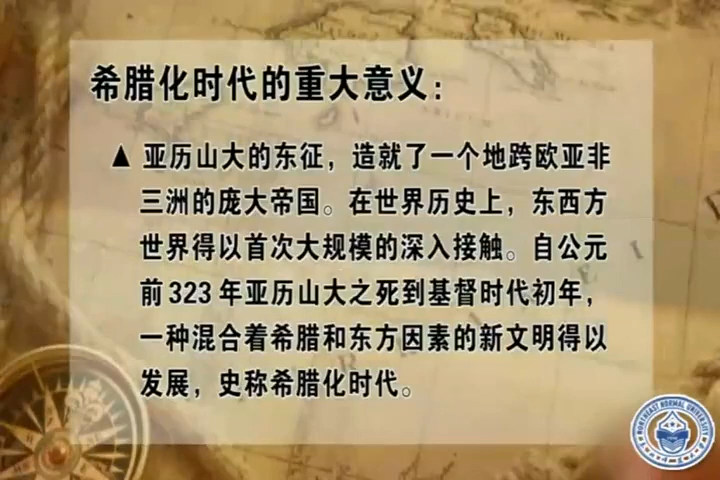 希腊化时代的重大意义：
▲ 亚历山大的东征，造就了一个地跨欧亚非
三洲的庞大帝国。在世界历史上，东西方
世界得以首次大规模的深入接触。自公元
前 323 年亚历山大之死到基督时代初年，
一种混合着希腊和东方因素的新文明得以
发展，史称希腊化时代。
NORTHEAST NORMAL UNIVERSITY